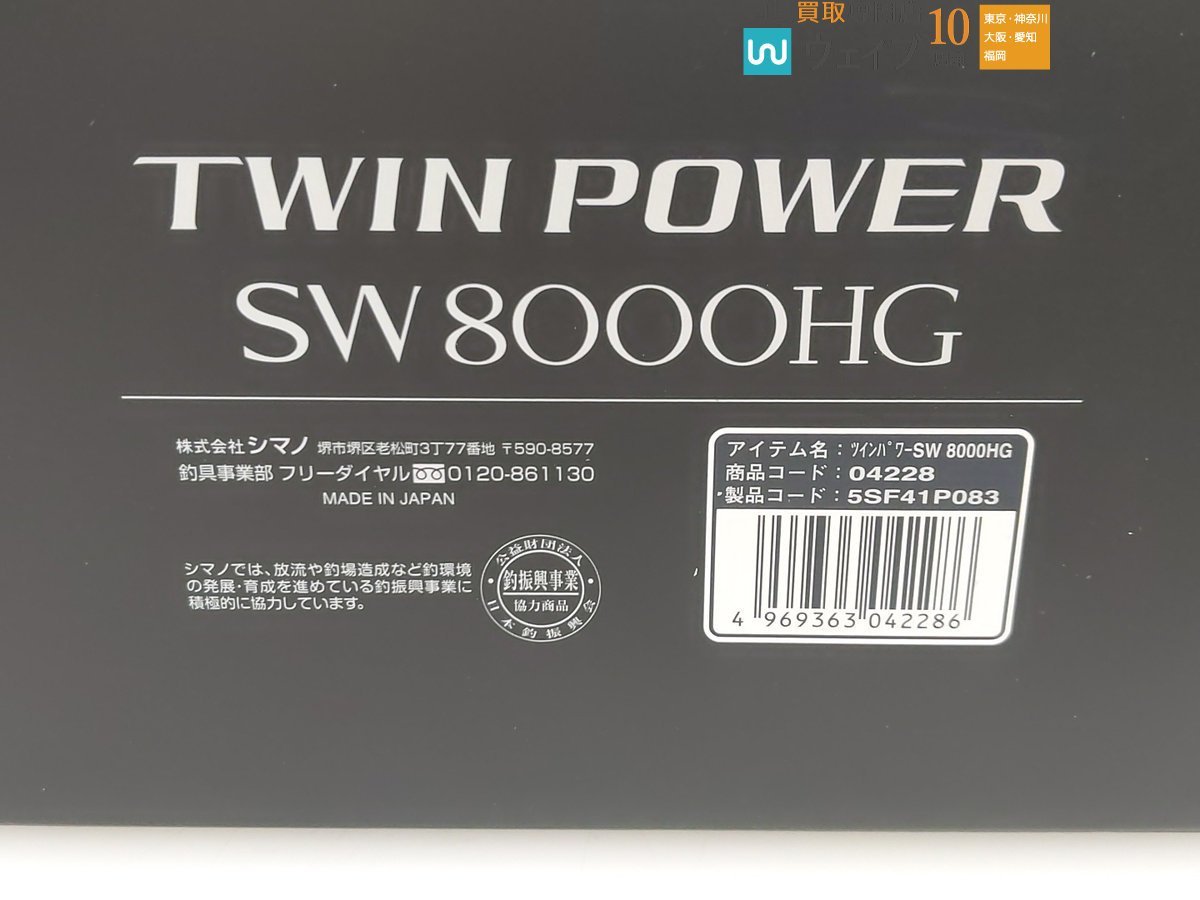 買取
ウェイブ
10
東京・神奈川
大阪・愛知
福岡
TWIN POWER
SW 8000HG
株式会社シマノ 堺市堺区老松町3丁77番地 〒590-8577
釣具事業部 フリーダイヤル 0120-861130
MADE IN JAPAN
シマノでは、放流や釣場造成など釣環境
の発展・育成を進めている釣振興事業に
積極的に協力しています。
公益財団法人
釣振興事業
協力商品
日本釣振興会
アイテム名：ﾂｲﾝﾊﾟﾜｰSW 8000HG
商品コード：04228
製品コード：5SF41P083
4 969363 042286